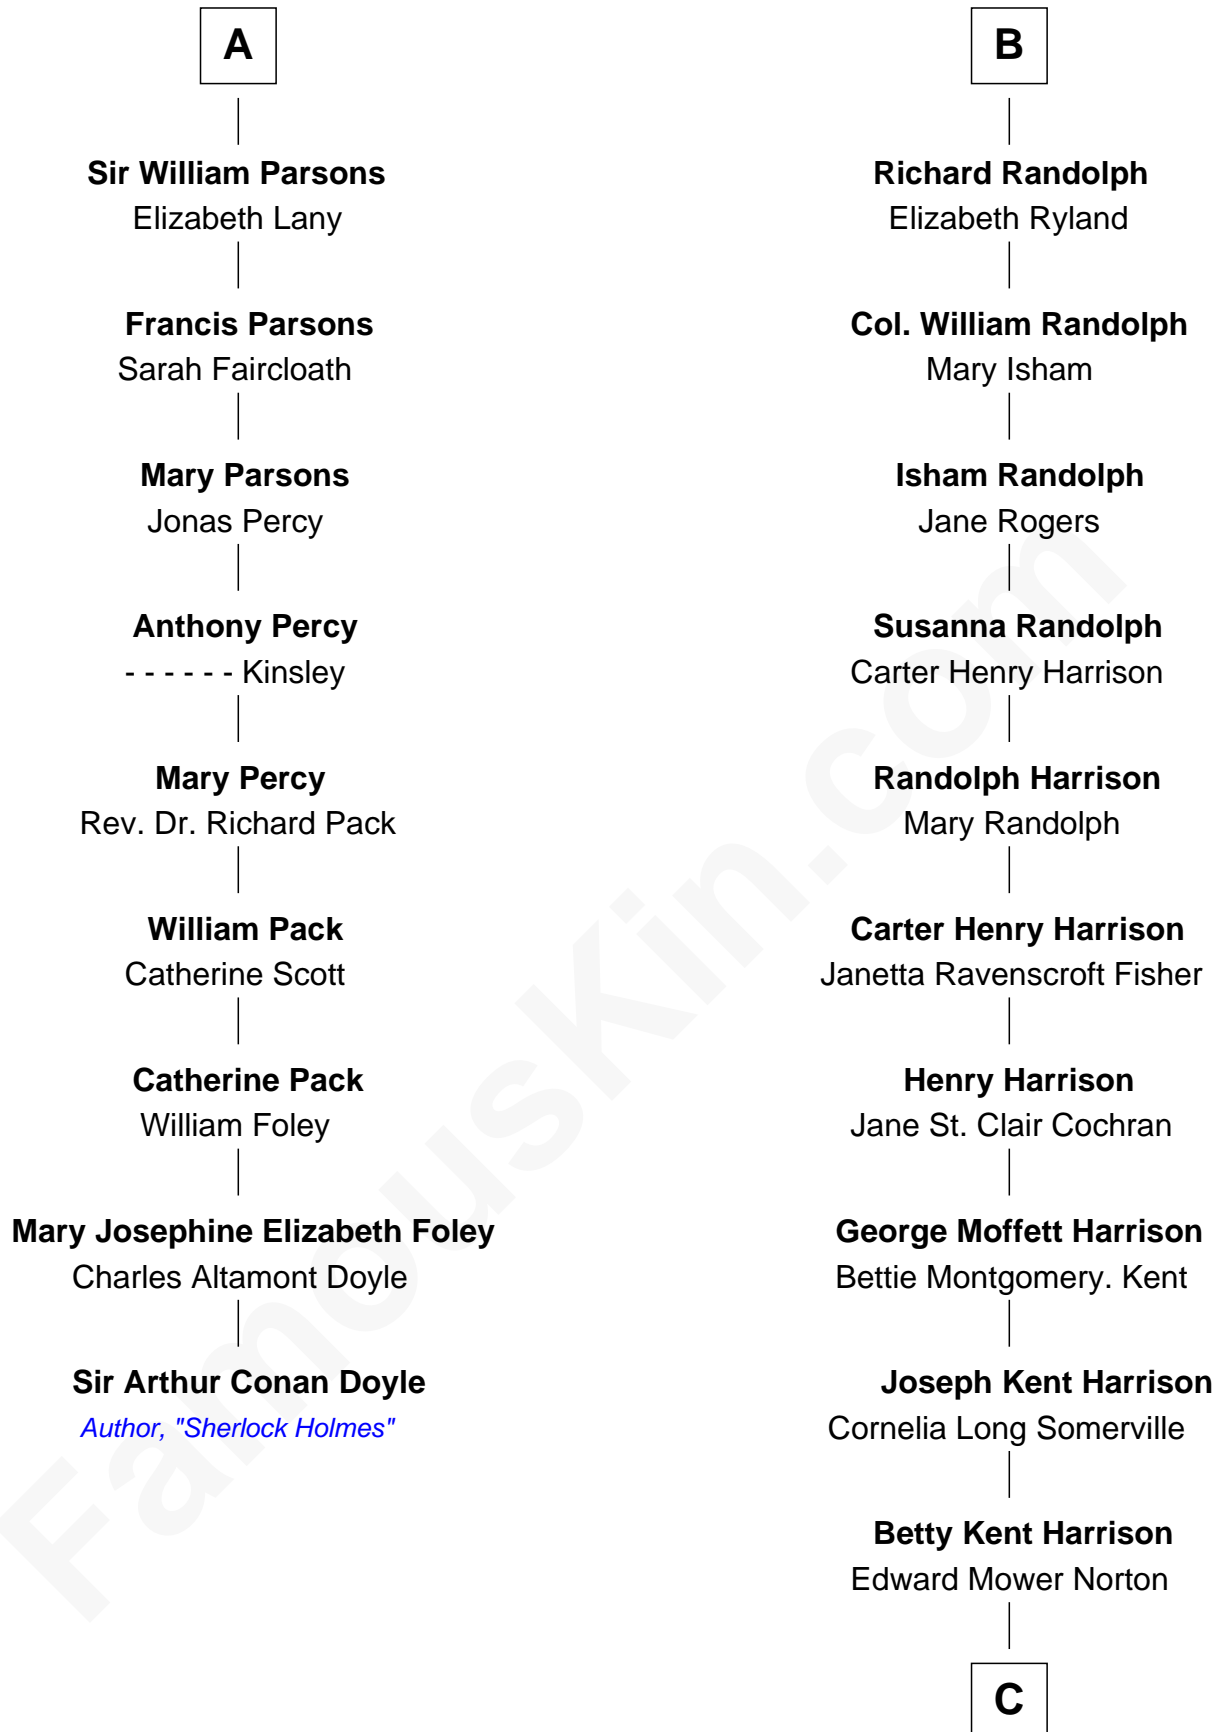 A
Sir William Parsons
Elizabeth Lany
Francis Parsons
Sarah Faircloath
Mary Parsons
Jonas Percy
Anthony Percy
- - - - - - Kinsley
Mary Percy
Rev. Dr. Richard Pack
William Pack
Catherine Scott
Catherine Pack
William Foley
Mary Josephine Elizabeth Foley
Charles Altamont Doyle
Sir Arthur Conan Doyle
Author, "Sherlock Holmes"
B
Richard Randolph
Elizabeth Ryland
Col. William Randolph
Mary Isham
Isham Randolph
Jane Rogers
Susanna Randolph
Carter Henry Harrison
Randolph Harrison
Mary Randolph
Carter Henry Harrison
Janetta Ravenscroft Fisher
Henry Harrison
Jane St. Clair Cochran
George Moffett Harrison
Bettie Montgomery. Kent
Joseph Kent Harrison
Cornelia Long Somerville
Betty Kent Harrison
Edward Mower Norton
C
FamousKin.com